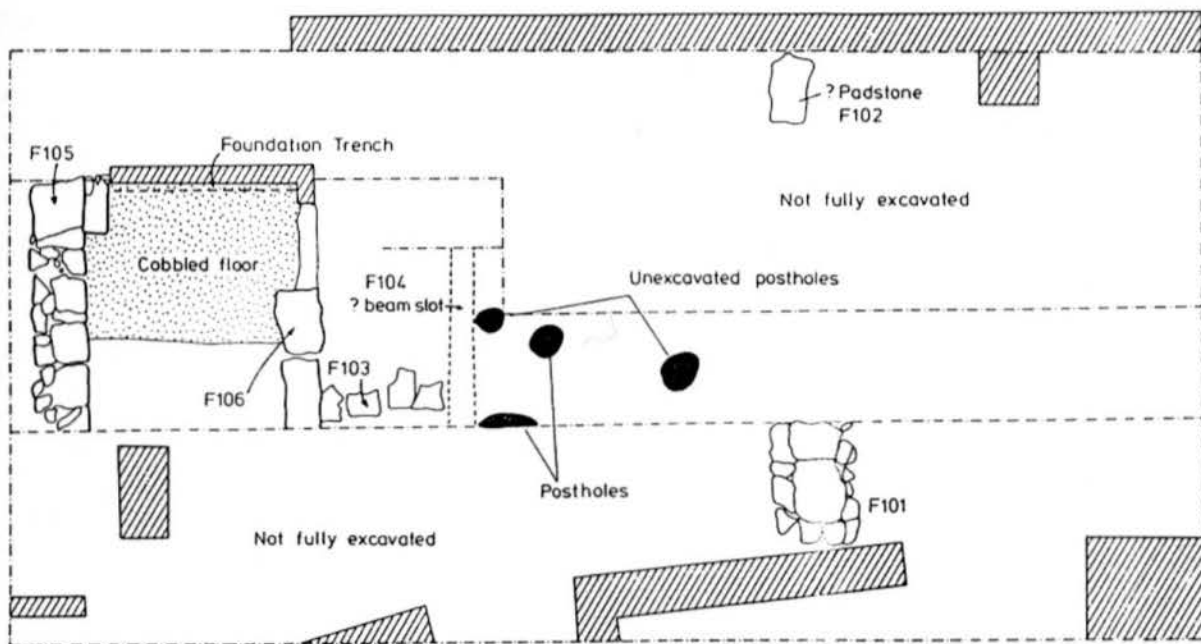 ? Padstone
F102
F105
Foundation Trench
Not fully excavated
Cobbled floor
F104
? beam slot
Unexcavated postholes
F106
F103
Postholes
F101
Not fully excavated